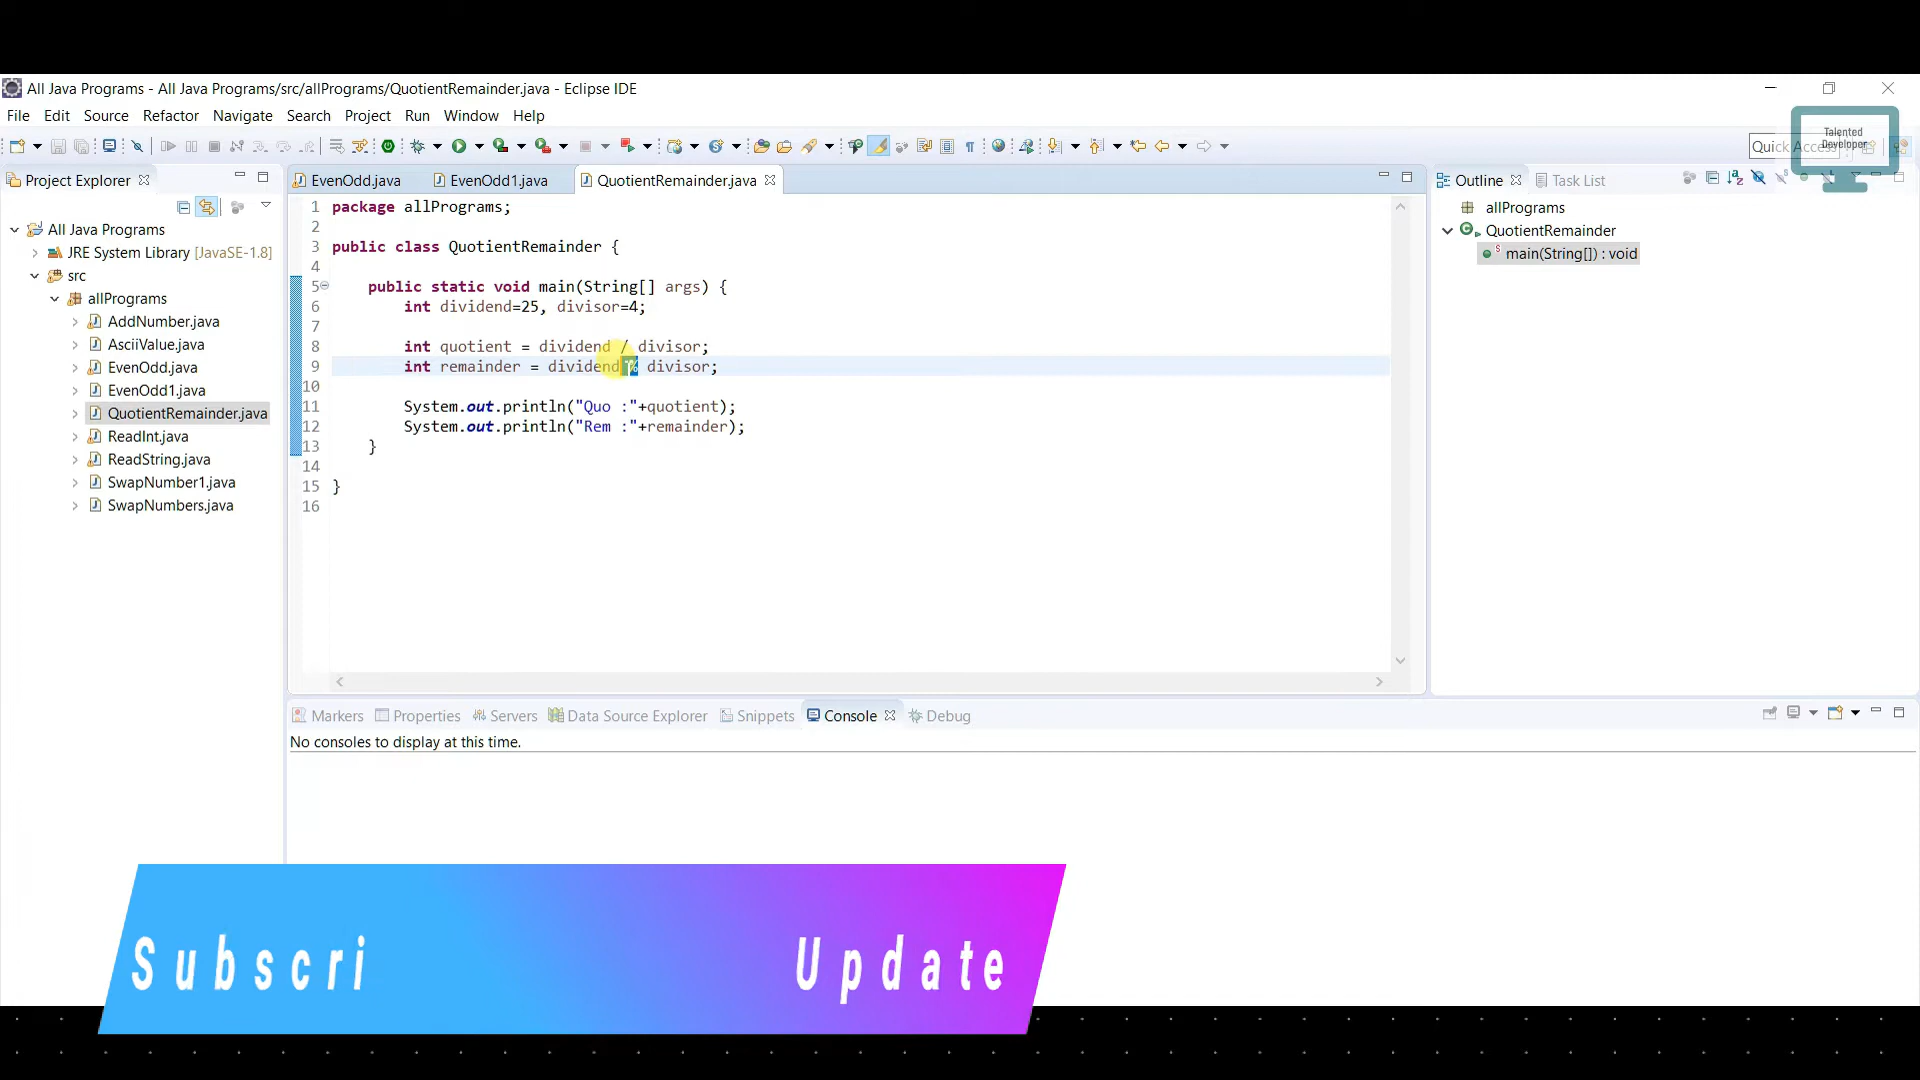 All Java Programs - All Java Programs/src/allPrograms/QuotientRemainder.java - Eclipse IDE
File Edit Source Refactor Navigate Search Project Run Window Help
Talented
Developer
Quick Access
Project Explorer
EvenOdd.java EvenOdd1.java QuotientRemainder.java
Outline Task List
All Java Programs
JRE System Library [JavaSE-1.8]
src
allPrograms
AddNumber.java
AsciiValue.java
EvenOdd.java
EvenOdd1.java
QuotientRemainder.java
ReadInt.java
ReadString.java
SwapNumber1.java
SwapNumbers.java
1 package allPrograms;
2
3 public class QuotientRemainder {
4
5 public static void main(String[] args) {
6 int dividend=25, divisor=4;
7
8 int quotient = dividend / divisor;
9 int remainder = dividend % divisor;
10
11 System.out.println("Quo :"+quotient);
12 System.out.println("Rem :"+remainder);
13 }
14
15 }
16
allPrograms
QuotientRemainder
main(String[]) : void
Markers Properties Servers Data Source Explorer Snippets Console Debug
No consoles to display at this time.
Subscri Update